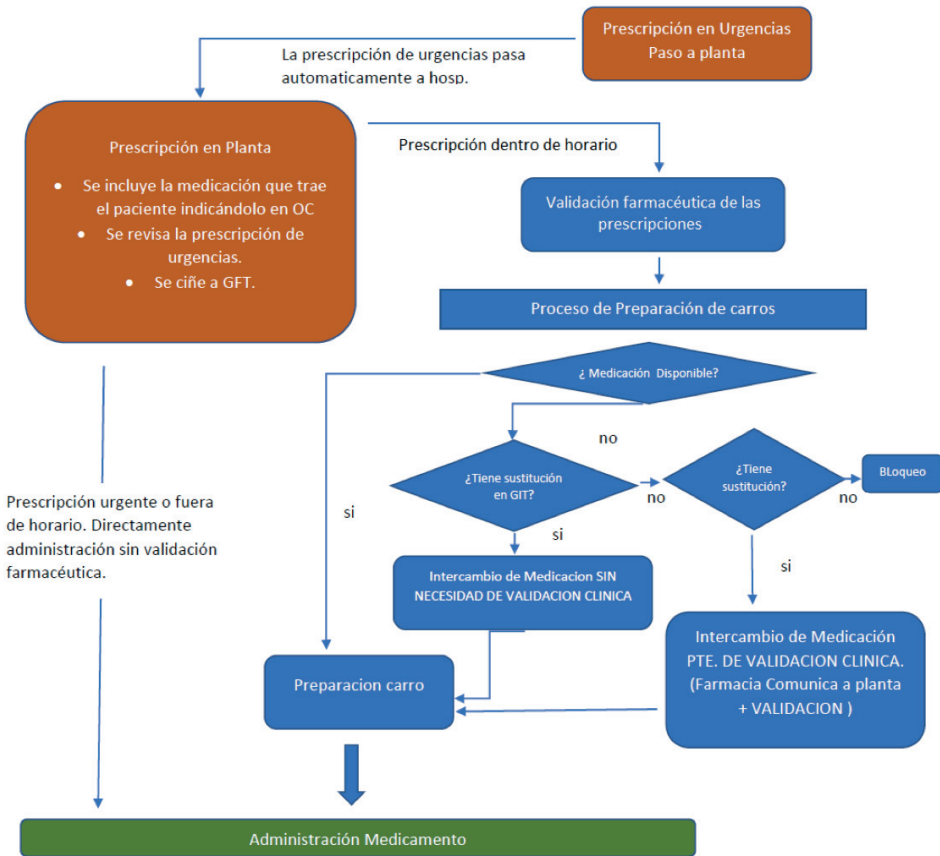 Prescripción en Urgencias
Paso a planta
La prescripción de urgencias pasa
automaticamente a hosp.
Prescripción en Planta
• Se incluye la medicación que trae
el paciente indicándolo en OC
• Se revisa la prescripción de
urgencias.
• Se ciñe a GFT.
Prescripción dentro de horario
Validación farmacéutica de las
prescripciones
Proceso de Preparación de carros
¿ Medicación Disponible?
no
¿Tiene sustitución
en GIT?
no
¿Tiene
sustitución?
no
BLoqueo
Prescripción urgente o fuera
de horario. Directamente
administración sin validación
farmacéutica.
si
si
si
Intercambio de Medicacion SIN
NECESIDAD DE VALIDACION CLINICA
Intercambio de Medicación
PTE. DE VALIDACION CLINICA.
(Farmacia Comunica a planta
+ VALIDACION )
Preparacion carro
Administración Medicamento